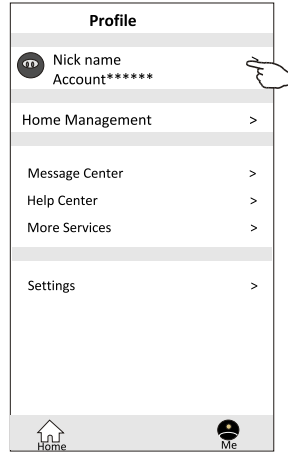 Profile
Nick name
Account******
Home Management >
Message Center >
Help Center >
More Services >
Settings >
Home Me